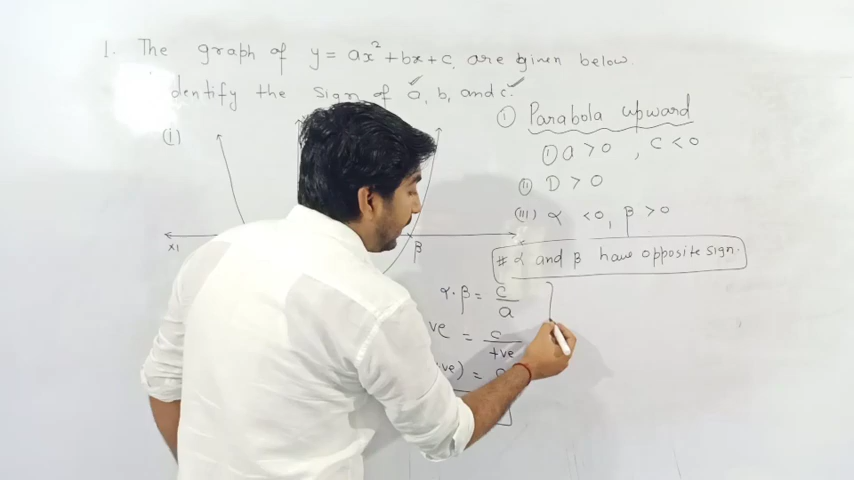 1. The graph of y = ax² + bx + c are given below.
identify the sign of a, b, and c.
(i)
x₁
β
① Parabola upward
① a > 0 , c < 0
(ii) D > 0
(iii) α < 0, β > 0
# α and β have opposite sign.
α . β = c/a
ve = c/+ve
ve) =